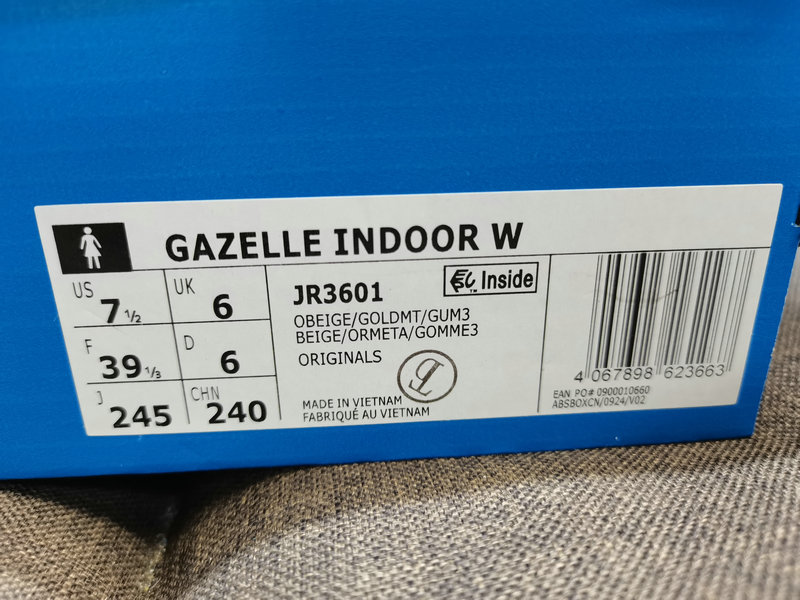 GAZELLE INDOOR W
US 7 1/2
UK 6
F 39 1/3
D 6
J 245
CHN 240
JR3601
Inside
TM
OBEIGE/GOLDMT/GUM3
BEIGE/ORMETA/GOMME3
ORIGINALS
MADE IN VIETNAM
FABRIQUÉ AU VIETNAM
4 067898 623663
EAN PO# 0900010660
ABSBOXCN/0924/V02